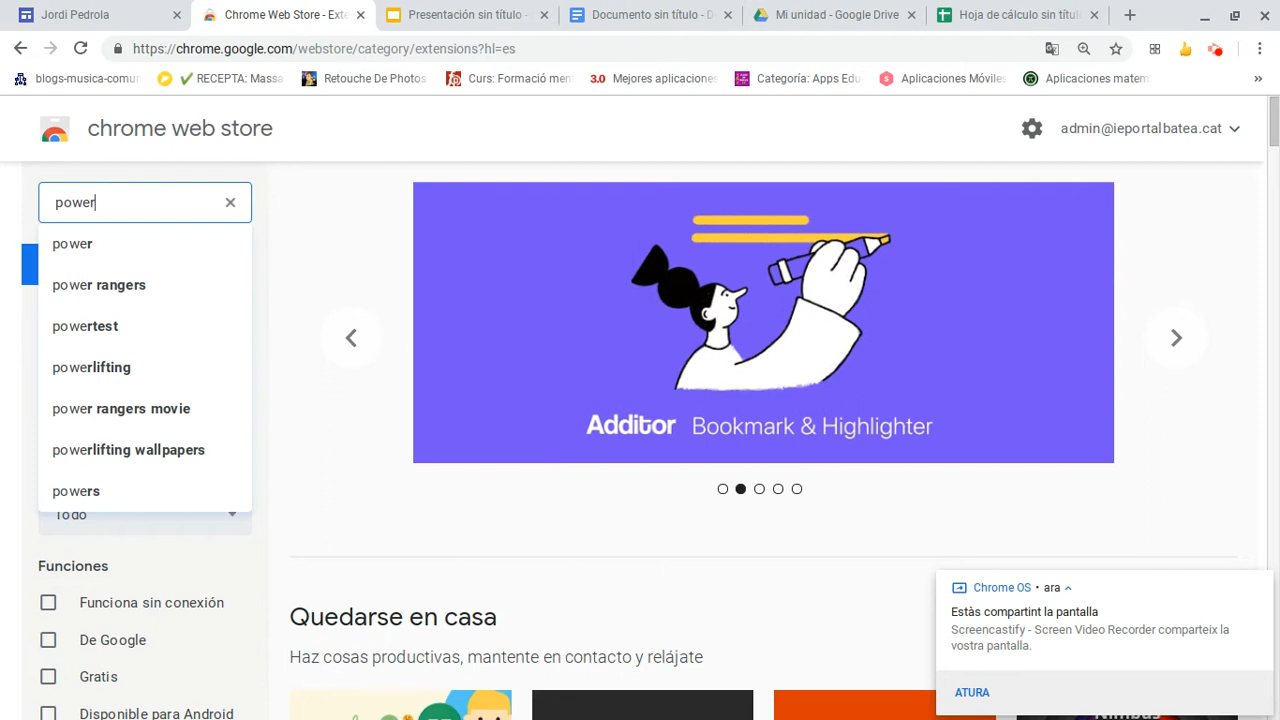 Jordi Pedrola
Chrome Web Store - Exte
Presentación sin título -
Documento sin título - D
Mi unidad - Google Drive
Hoja de cálculo sin títul
https://chrome.google.com/webstore/category/extensions?hl=es
blogs-musica-comun
✔ RECEPTA: Massa
Retouche De Photos
Curs: Formació men
3.0 Mejores aplicacione
Categoría: Apps Edu
Aplicaciones Móviles
Aplicaciones matem
»
chrome web store
admin@ieportalbatea.cat
power
power
power rangers
powertest
powerlifting
power rangers movie
powerlifting wallpapers
powers
Todo
Funciones
Funciona sin conexión
De Google
Gratis
Disponible para Android
Additor Bookmark & Highlighter
Quedarse en casa
Haz cosas productivas, mantente en contacto y relájate
Chrome OS • ara
Estàs compartint la pantalla
Screencastify - Screen Video Recorder comparteix la
vostra pantalla.
ATURA
Nimbus